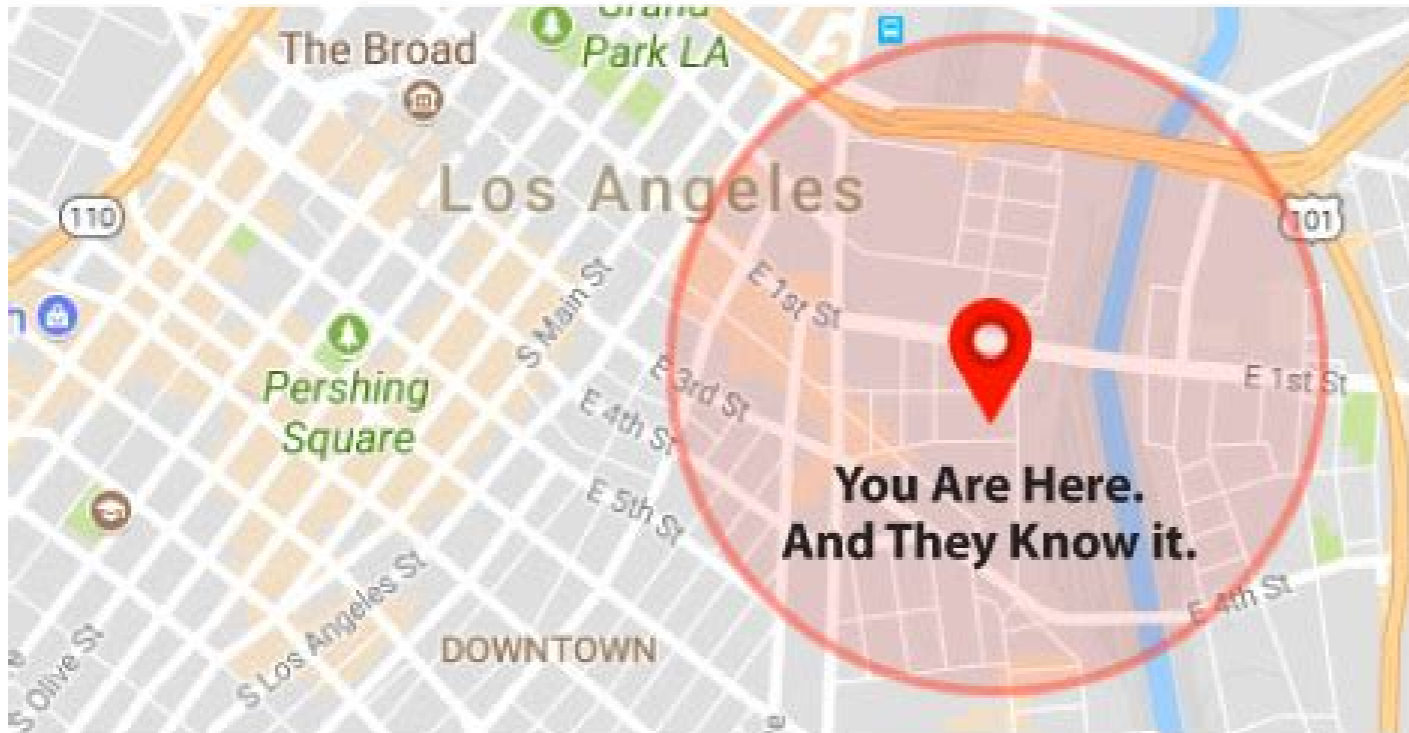 Grand
Park LA
The Broad
Los Angeles
110
101
E 1st St
S Main St
E 3rd St
E 1st St
Pershing
Square
E 4th St
You Are Here.
And They Know it.
E 5th St
E 4th St
S Los Angeles St
DOWNTOWN
S Olive St